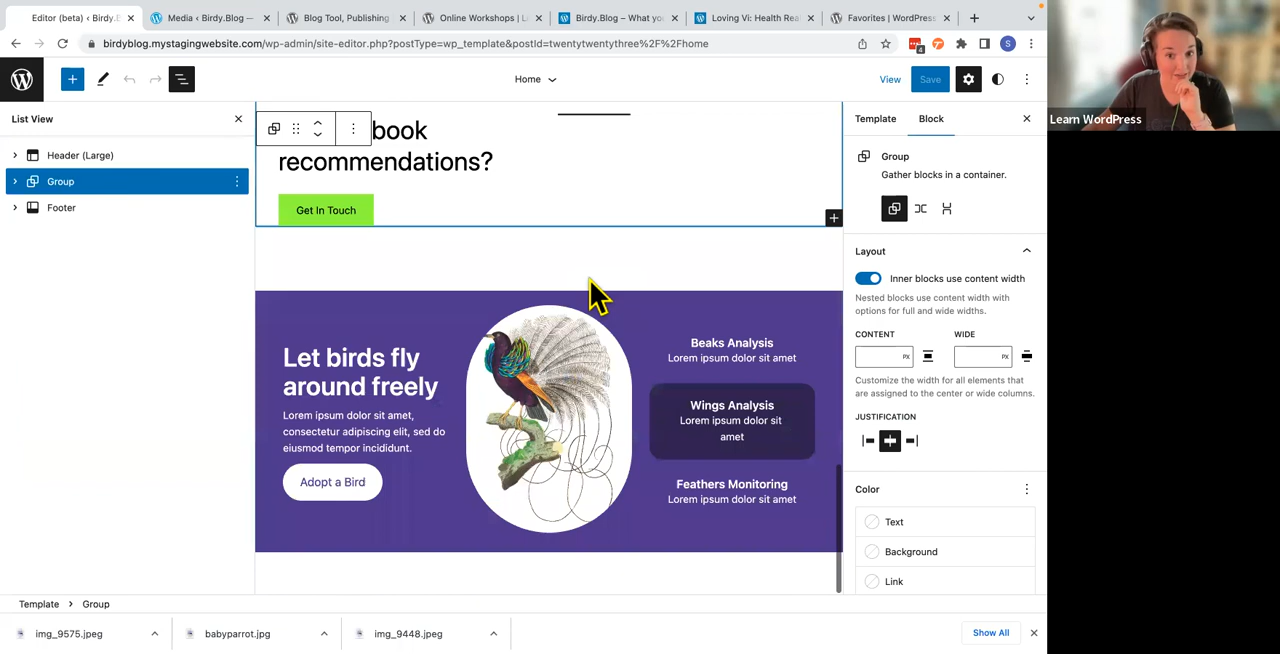 Editor (beta) ‹ Birdy.B
Media ‹ Birdy.Blog —
Blog Tool, Publishing
Online Workshops | L
Birdy.Blog – What yo
Loving Vi: Health Rea
Favorites | WordPress
S
birdyblog.mystagingwebsite.com/wp-admin/site-editor.php?postType=wp_template&postId=twentytwentythree%2F%2Fhome
4
Home
View
Save
List View
Header (Large)
Group
Footer
book
recommendations?
Get In Touch
Let birds fly
around freely
Lorem ipsum dolor sit amet,
consectetur adipiscing elit, sed do
eiusmod tempor incididunt.
Adopt a Bird
Beaks Analysis
Lorem ipsum dolor sit amet
Wings Analysis
Lorem ipsum dolor sit
amet
Feathers Monitoring
Lorem ipsum dolor sit amet
Template
Block
Group
Gather blocks in a container.
Layout
Inner blocks use content width
Nested blocks use content width with
options for full and wide widths.
CONTENT
WIDE
PX
PX
Customize the width for all elements that
are assigned to the center or wide columns.
JUSTIFICATION
Color
Text
Background
Link
Learn WordPress
Template > Group
img_9575.jpeg
babyparrot.jpg
img_9448.jpeg
Show All